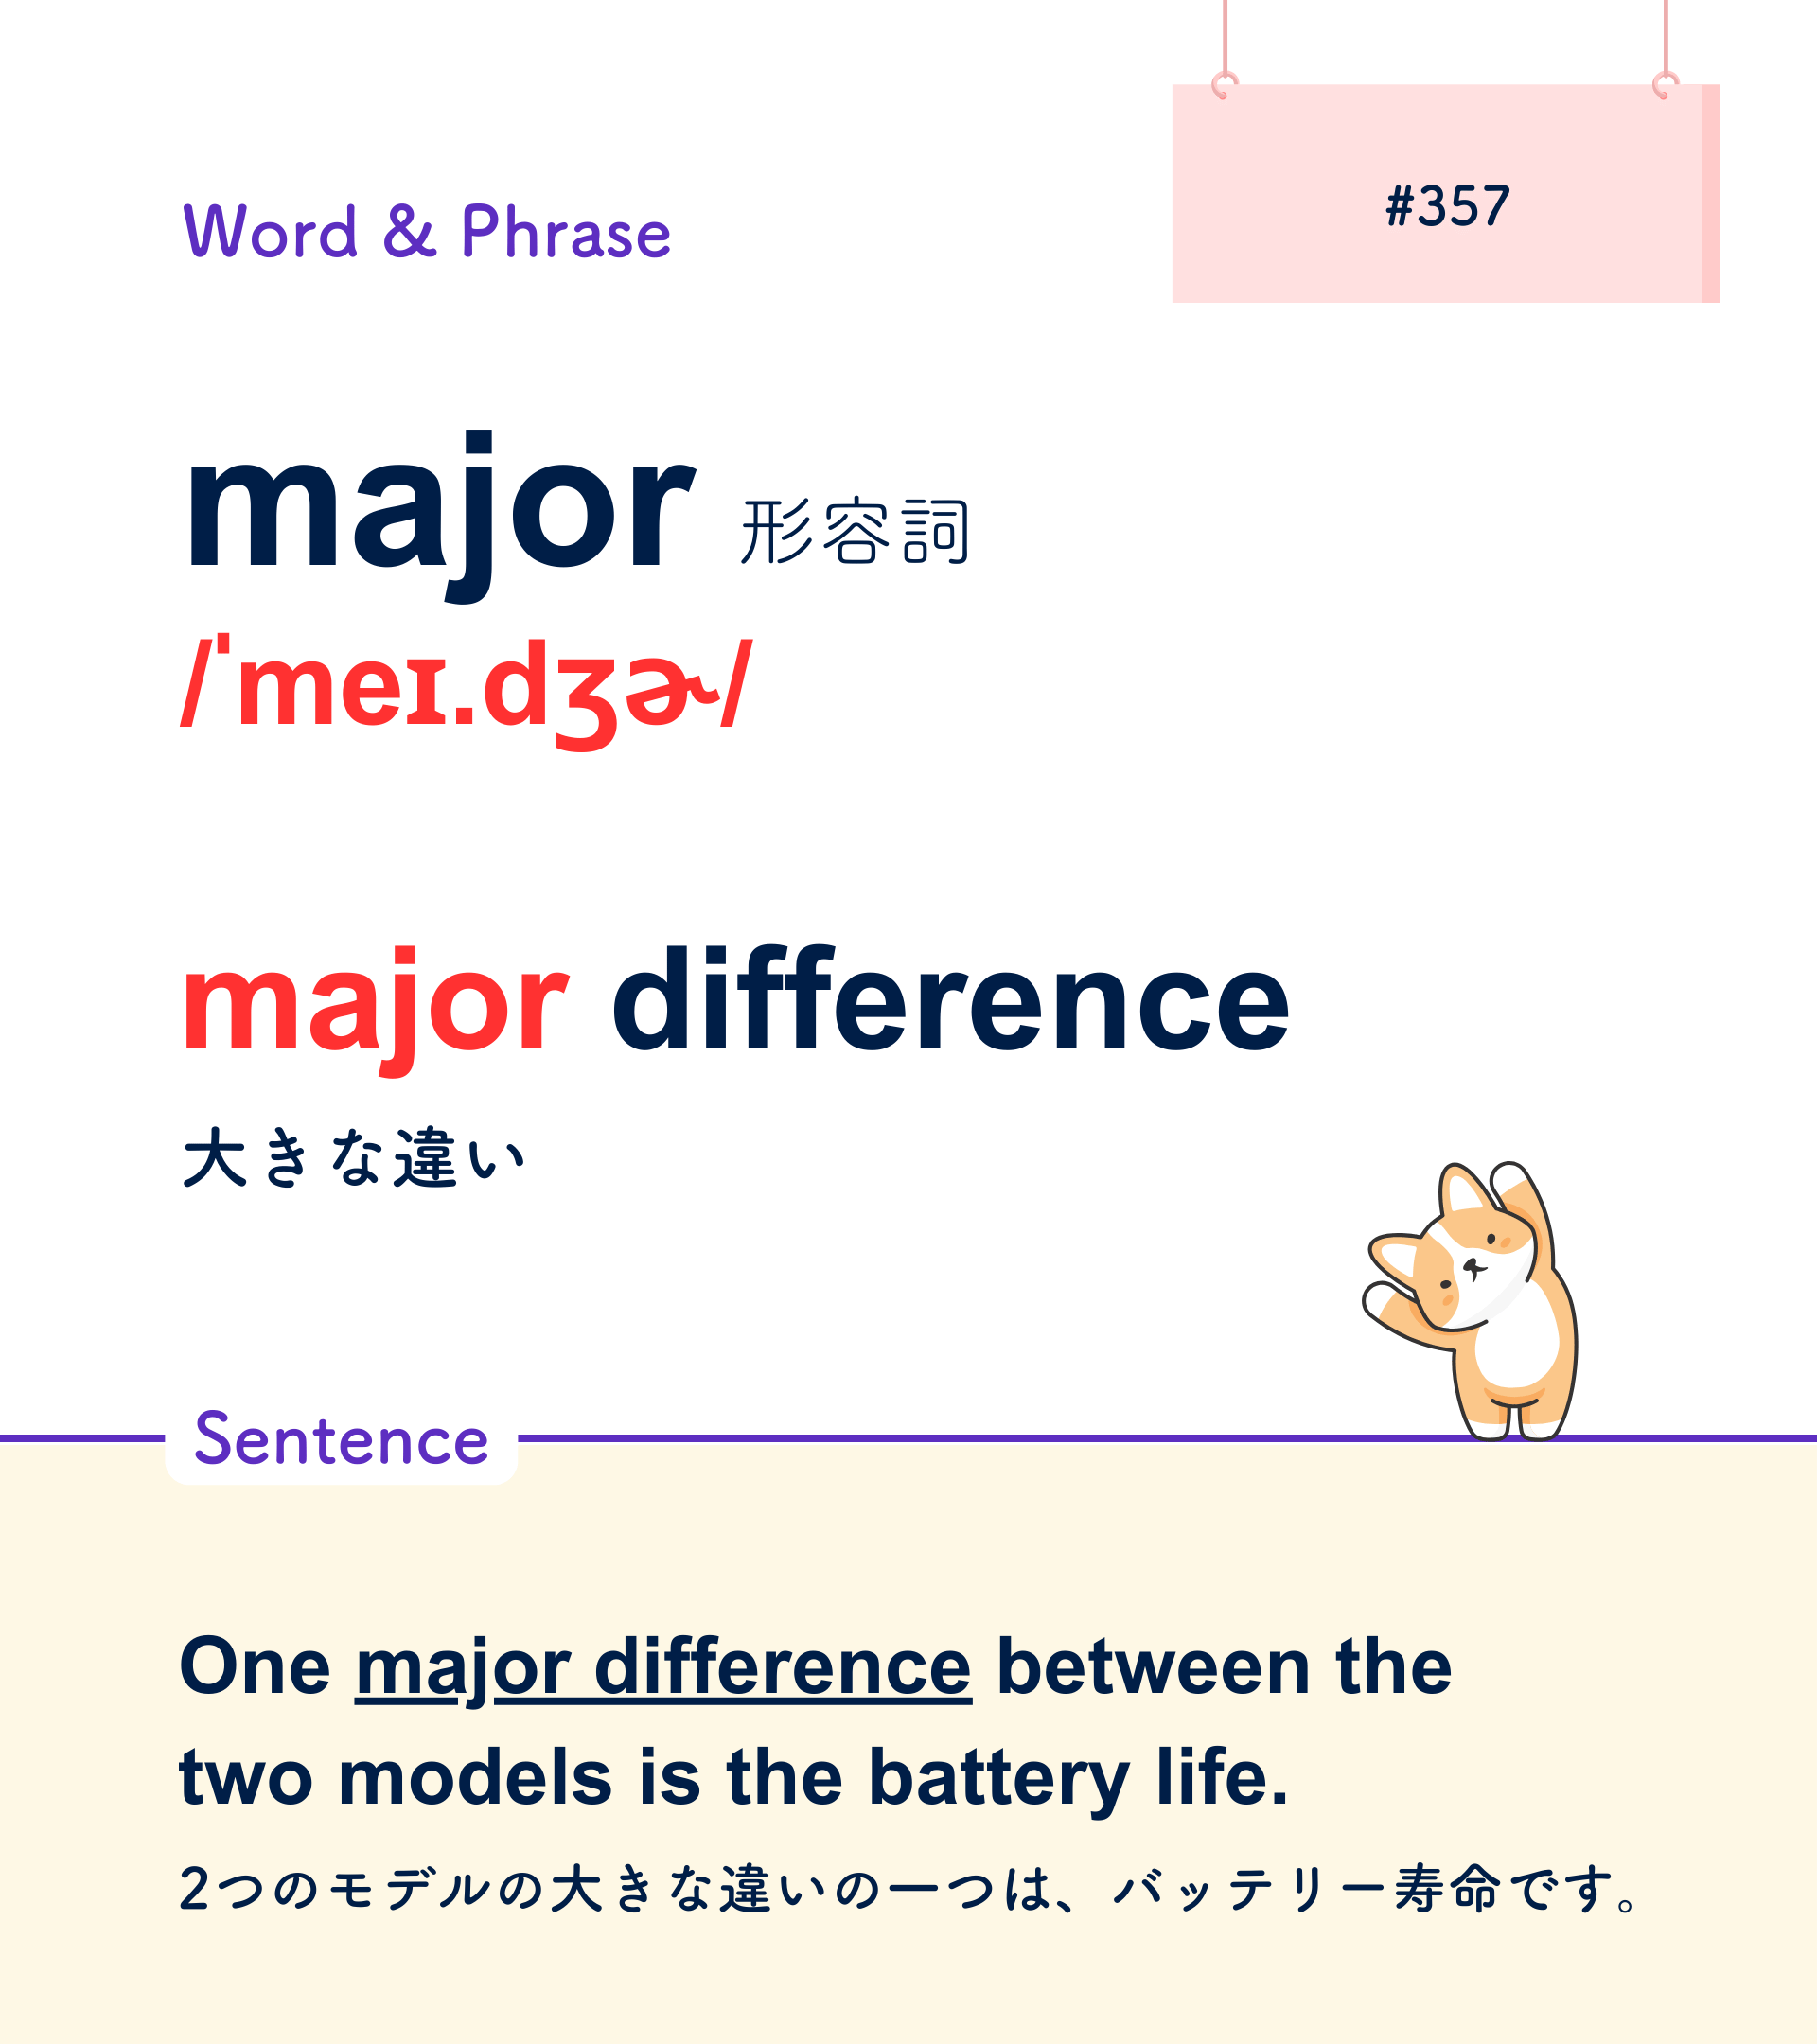 #357
Word & Phrase
major 形容詞
/ˈmeɪ.dʒɚ/
major difference
大きな違い
Sentence
One major difference between the
two models is the battery life.
2つのモデルの大きな違いの一つは、バッテリー寿命です。